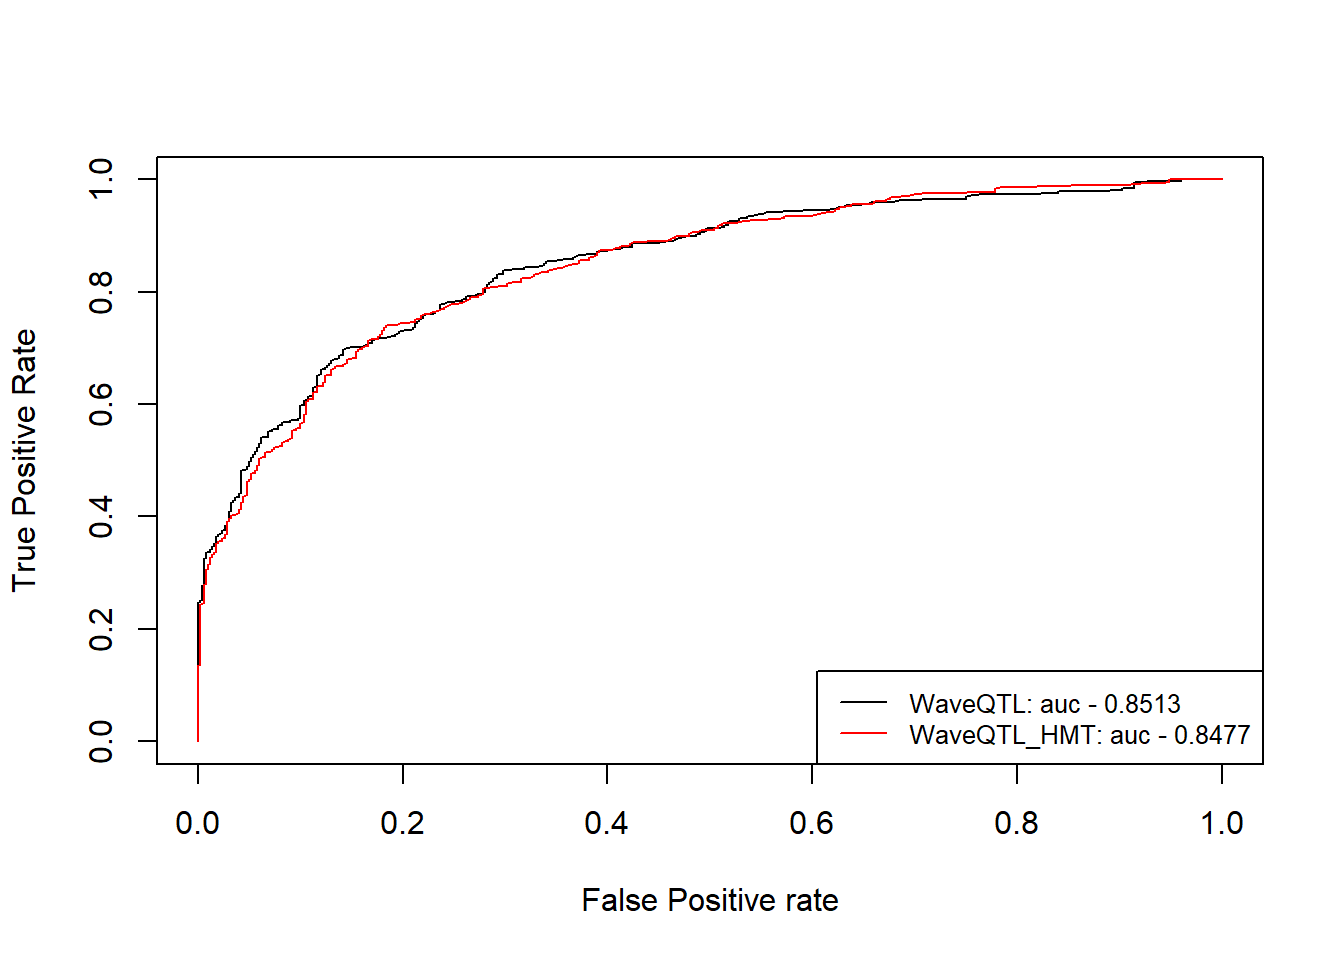 True Positive Rate
1.0
0.8
0.6
0.4
0.2
0.0
WaveQTL: auc - 0.8513
WaveQTL_HMT: auc - 0.8477
0.0 0.2 0.4 0.6 0.8 1.0
False Positive rate